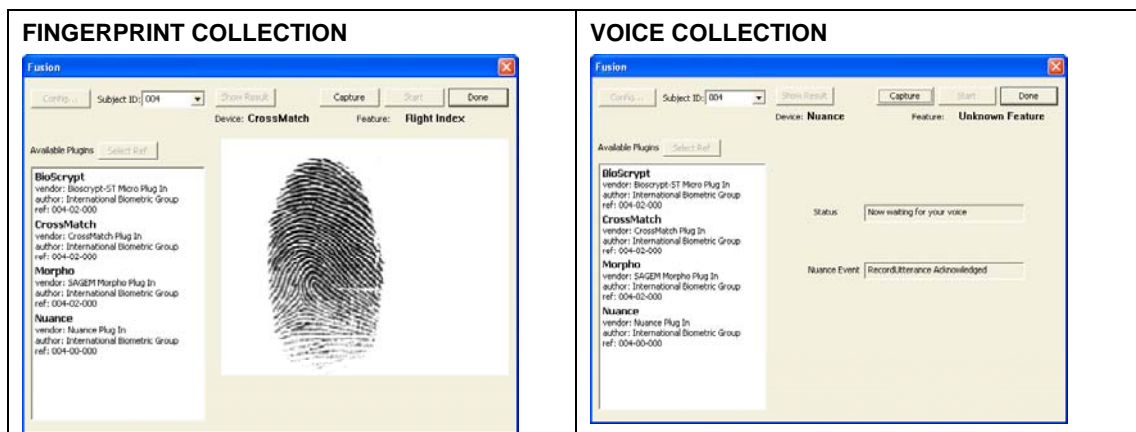 FINGERPRINT COLLECTION
Fusion
Config... Subject ID: 004 Show Result Capture Start Done
Device: CrossMatch Feature: Right Index
Available Plugins Select Ref
BioScrypt
vendor: Bioscrypt-ST Micro Plug In
author: International Biometric Group
ref: 004-02-000
CrossMatch
vendor: CrossMatch Plug In
author: International Biometric Group
ref: 004-02-000
Morpho
vendor: SAGEM Morpho Plug In
author: International Biometric Group
ref: 004-02-000
Nuance
vendor: Nuance Plug In
author: International Biometric Group
ref: 004-00-000
VOICE COLLECTION
Fusion
Config... Subject ID: 004 Show Result Capture Start Done
Device: Nuance Feature: Unknown Feature
Available Plugins Select Ref
BioScrypt
vendor: Bioscrypt-ST Micro Plug In
author: International Biometric Group
ref: 004-02-000
CrossMatch
vendor: CrossMatch Plug In
author: International Biometric Group
ref: 004-02-000
Morpho
vendor: SAGEM Morpho Plug In
author: International Biometric Group
ref: 004-02-000
Nuance
vendor: Nuance Plug In
author: International Biometric Group
ref: 004-00-000
Status Now waiting for your voice
Nuance Event RecordUtterance Acknowledged